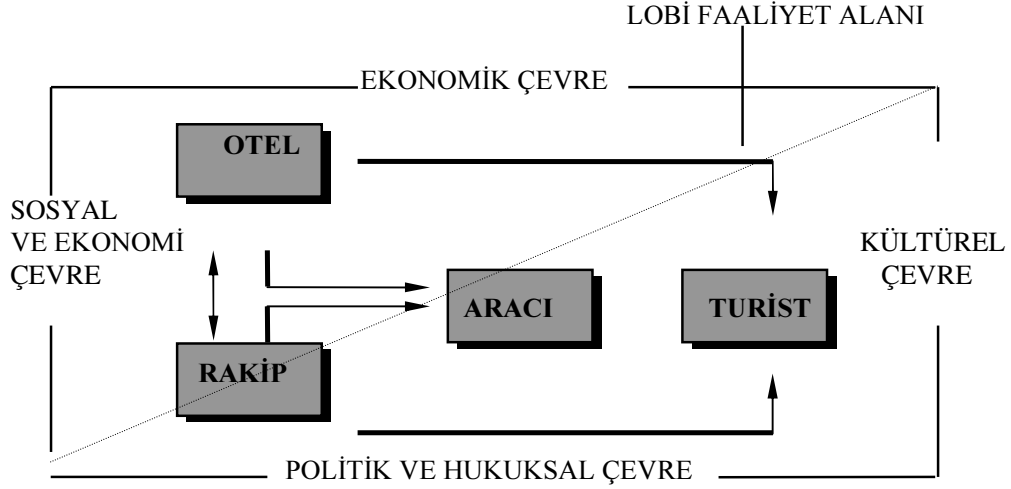 LOBİ FAALİYET ALANI
EKONOMİK ÇEVRE
OTEL
SOSYAL
VE EKONOMİ
ÇEVRE
KÜLTÜREL
ÇEVRE
ARACI
TURİST
RAKİP
POLİTİK VE HUKUKSAL ÇEVRE